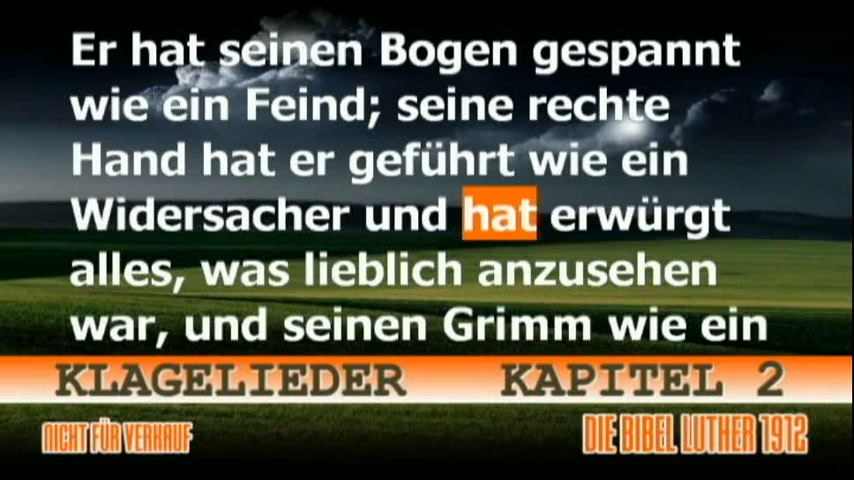 Er hat seinen Bogen gespannt
wie ein Feind; seine rechte
Hand hat er geführt wie ein
Widersacher und hat erwürgt
alles, was lieblich anzusehen
war, und seinen Grimm wie ein
KLAGELIEDER KAPITEL 2
NICHT FÜR VERKAUF DIE BIBEL LUTHER 1912